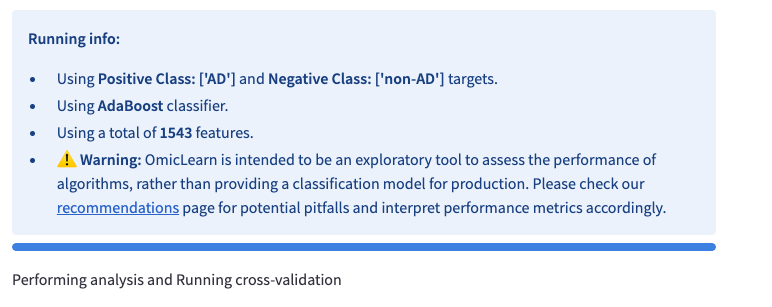 Running info:
• Using Positive Class: ['AD'] and Negative Class: ['non-AD'] targets.
• Using AdaBoost classifier.
• Using a total of 1543 features.
• ⚠️ Warning: OmicLearn is intended to be an exploratory tool to assess the performance of
algorithms, rather than providing a classification model for production. Please check our
recommendations page for potential pitfalls and interpret performance metrics accordingly.
Performing analysis and Running cross-validation